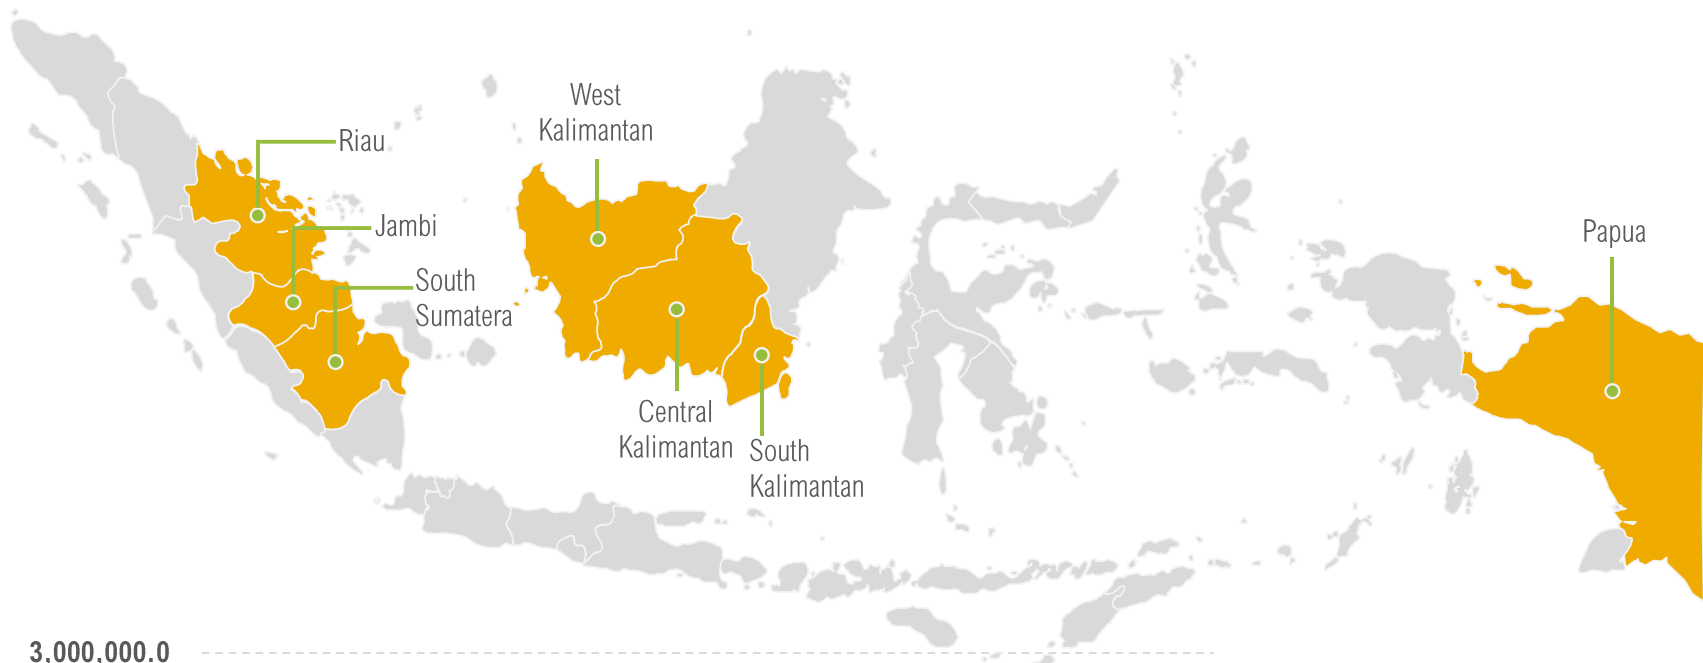 West
Kalimantan
Riau
Jambi
Papua
South
Sumatera
Central
Kalimantan
South
Kalimantan
3,000,000.0